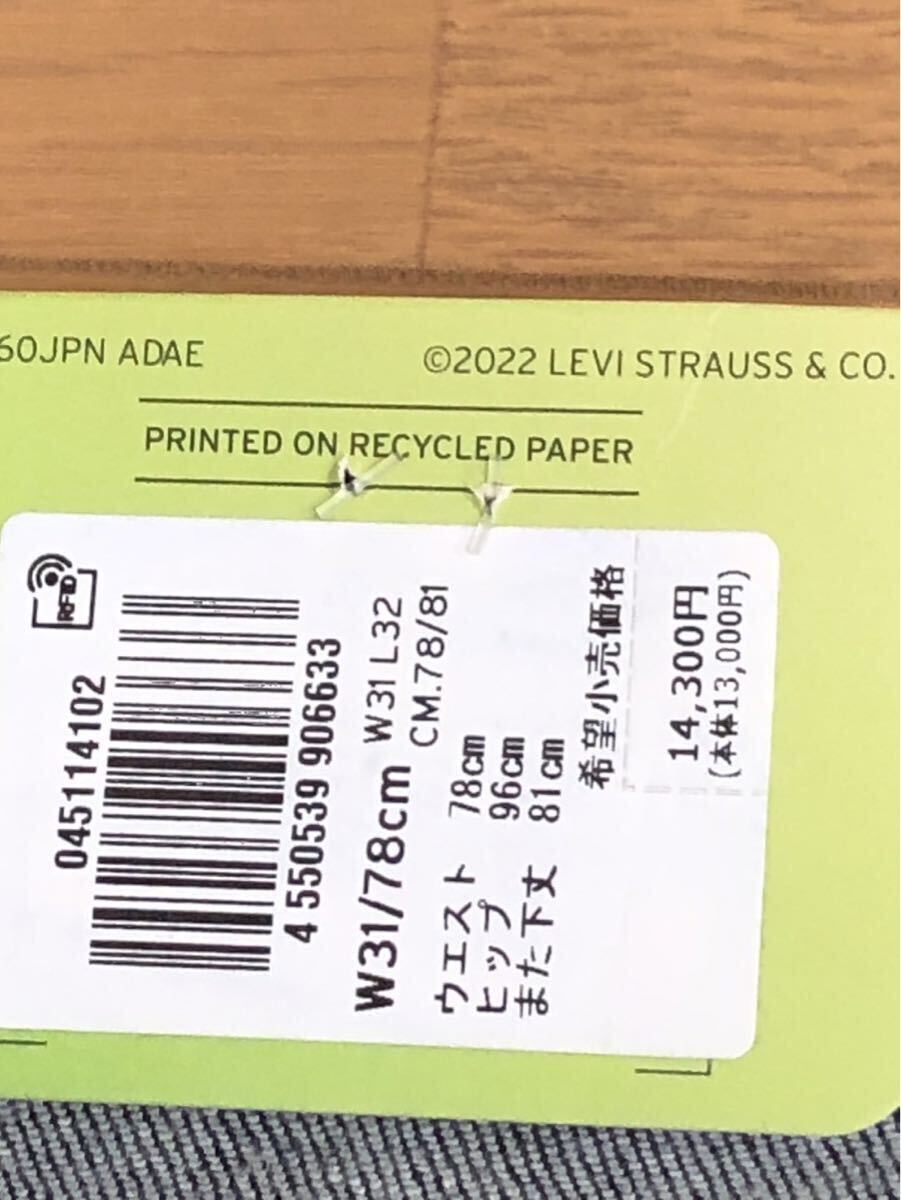 60JPN ADAE
©2022 LEVI STRAUSS & CO.
PRINTED ON RECYCLED PAPER
RFID
045114102
4 550539 906633
W31/78cm W31 L32
CM.78/81
ウエスト 78cm
ヒップ 96cm
また下丈 81cm
希望小売価格
14,300円
(本体13,000円)